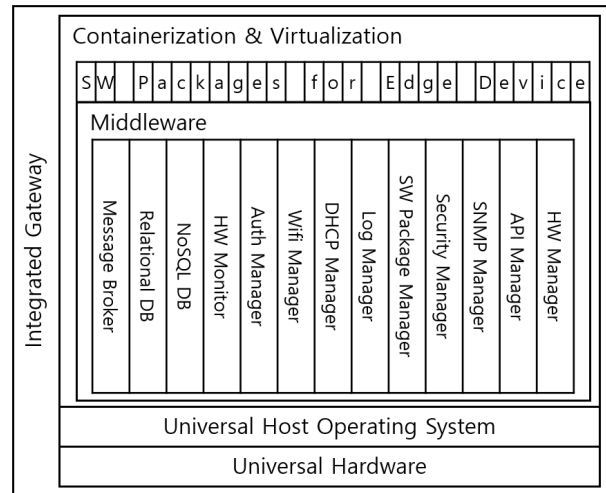 Integrated Gateway
Containerization & Virtualization
SW Packages for Edge Device
Middleware
Message Broker
Relational DB
NoSQL DB
HW Monitor
Auth Manager
Wifi Manager
DHCP Manager
Log Manager
SW Package Manager
Security Manager
SNMP Manager
API Manager
HW Manager
Universal Host Operating System
Universal Hardware